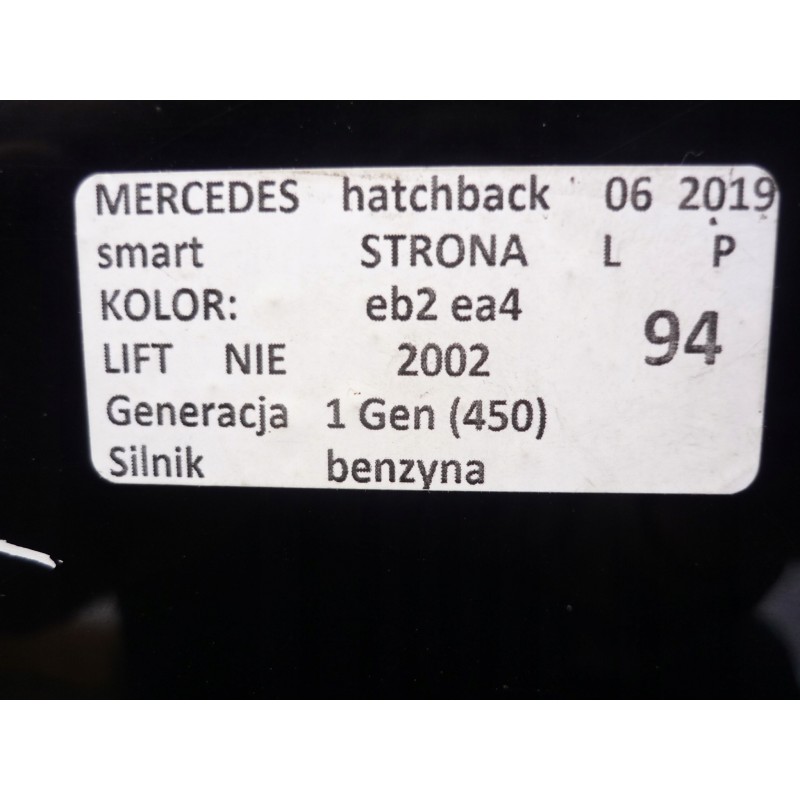 MERCEDES hatchback 06 2019
smart STRONA L P
KOLOR: eb2 ea4 94
LIFT NIE 2002
Generacja 1 Gen (450)
Silnik benzyna